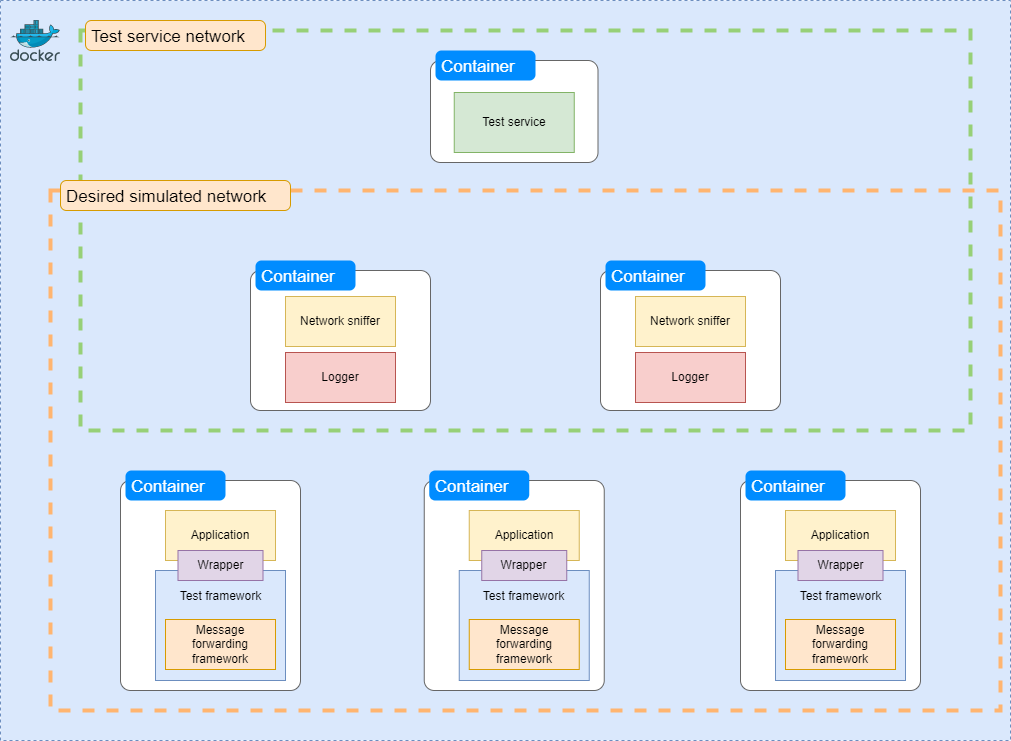 docker
Test service network
Container
Test service
Desired simulated network
Container
Network sniffer
Logger
Container
Network sniffer
Logger
Container
Application
Wrapper
Test framework
Message
forwarding
framework
Container
Application
Wrapper
Test framework
Message
forwarding
framework
Container
Application
Wrapper
Test framework
Message
forwarding
framework